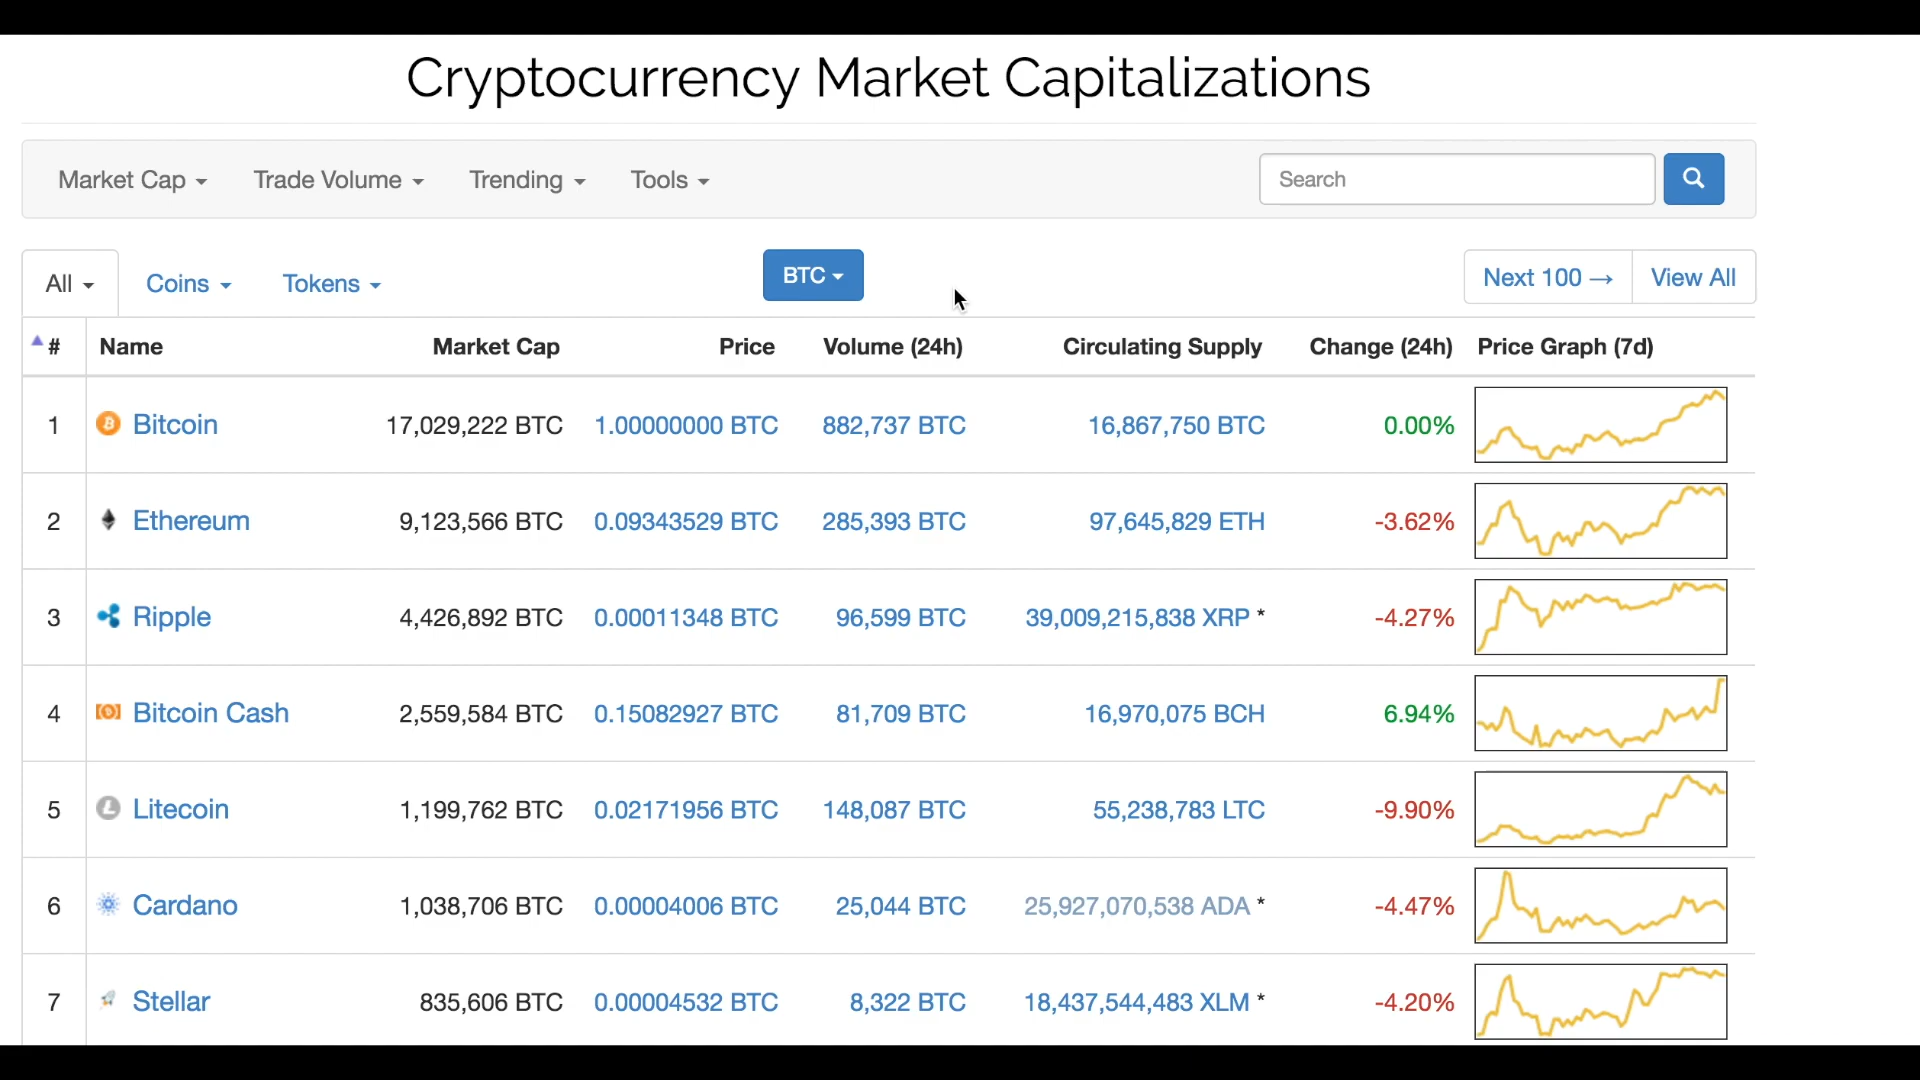 Cryptocurrency Market Capitalizations
Market Cap Trade Volume Trending Tools Search
All Coins Tokens BTC Next 100 → View All
# Name Market Cap Price Volume (24h) Circulating Supply Change (24h) Price Graph (7d)
1 Bitcoin 17,029,222 BTC 1.00000000 BTC 882,737 BTC 16,867,750 BTC 0.00%
2 Ethereum 9,123,566 BTC 0.09343529 BTC 285,393 BTC 97,645,829 ETH -3.62%
3 Ripple 4,426,892 BTC 0.00011348 BTC 96,599 BTC 39,009,215,838 XRP * -4.27%
4 Bitcoin Cash 2,559,584 BTC 0.15082927 BTC 81,709 BTC 16,970,075 BCH 6.94%
5 Litecoin 1,199,762 BTC 0.02171956 BTC 148,087 BTC 55,238,783 LTC -9.90%
6 Cardano 1,038,706 BTC 0.00004006 BTC 25,044 BTC 25,927,070,538 ADA * -4.47%
7 Stellar 835,606 BTC 0.00004532 BTC 8,322 BTC 18,437,544,483 XLM * -4.20%